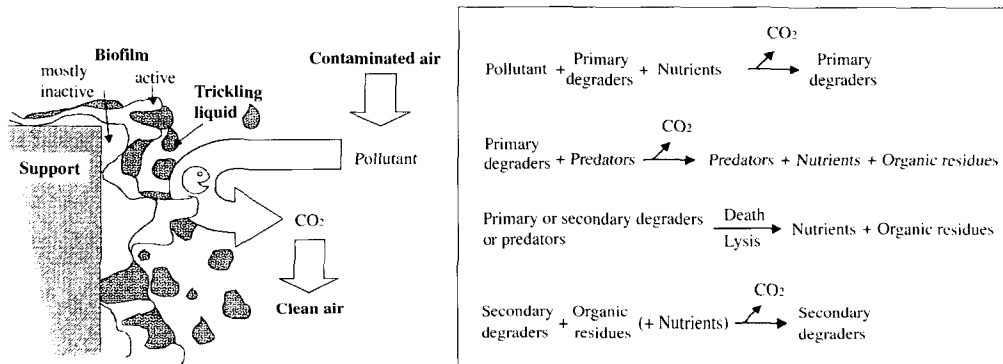 Biofilm
mostly
inactive
active
Trickling
liquid
Contaminated air
Support
Pollutant
CO₂
Clean air
CO₂
Pollutant + Primary degraders + Nutrients → Primary degraders
CO₂
Primary degraders + Predators → Predators + Nutrients + Organic residues
Primary or secondary degraders
or predators
Death
Lysis
Nutrients + Organic residues
CO₂
Secondary degraders + Organic residues (+ Nutrients) → Secondary degraders